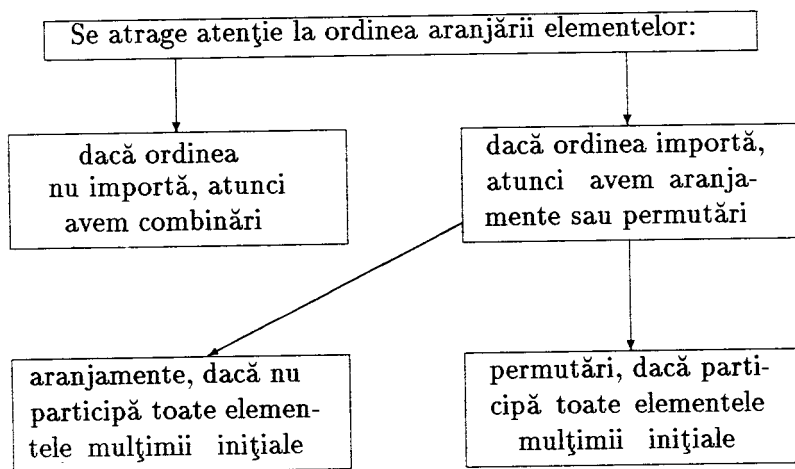 Se atrage atenţie la ordinea aranjării elementelor:
dacă ordinea
nu importă, atunci
avem combinări
dacă ordinea importă,
atunci avem aranja-
mente sau permutări
aranjamente, dacă nu
participă toate elemen-
tele mulţimii iniţiale
permutări, dacă parti-
cipă toate elementele
mulţimii iniţiale